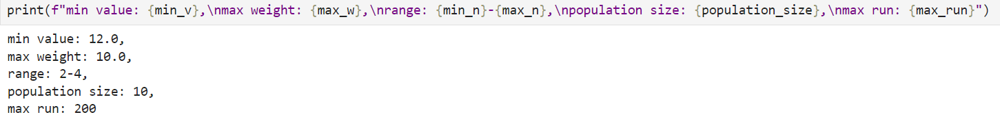 print(f"min value: {min_v},\nmax weight: {max_w},\nrange: {min_n}-{max_n},\npopulation size: {population_size},\nmax run: {max_run}")
min value: 12.0,
max weight: 10.0,
range: 2-4,
population size: 10,
max run: 200